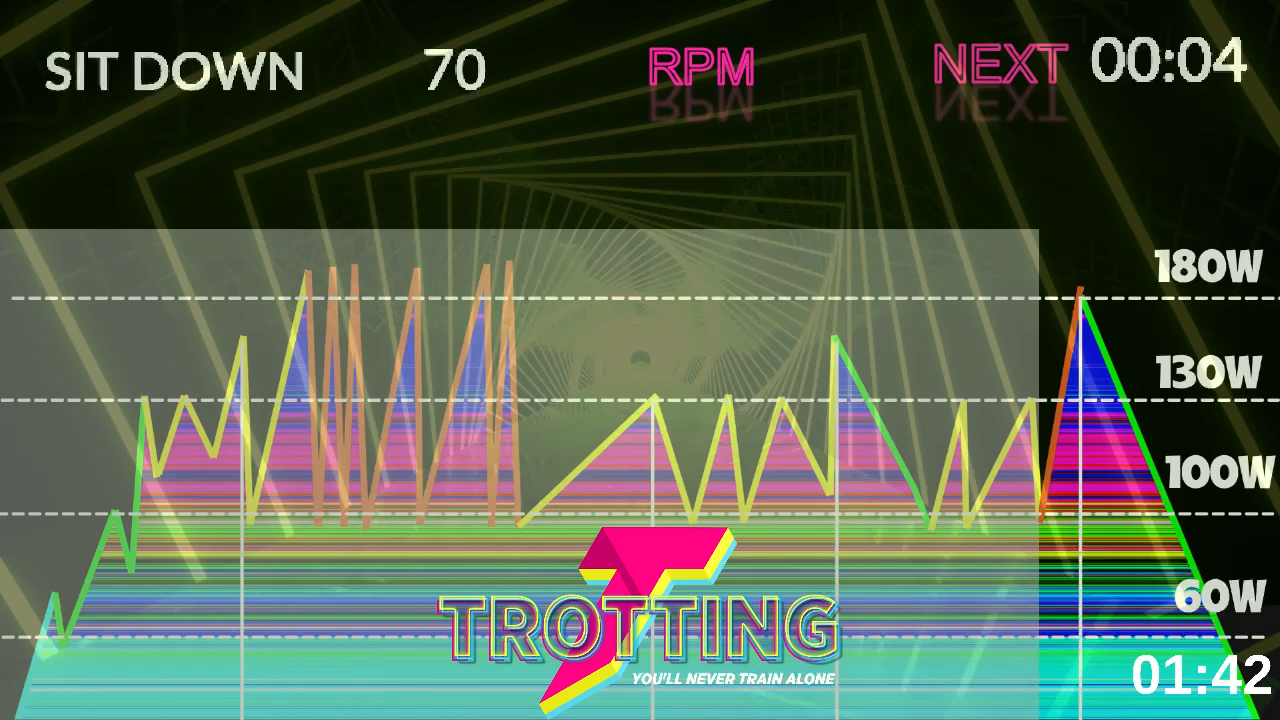 SIT DOWN 70 RPM NEXT 00:04
180W
130W
100W
60W
TROTTING
YOU'LL NEVER TRAIN ALONE
01:42